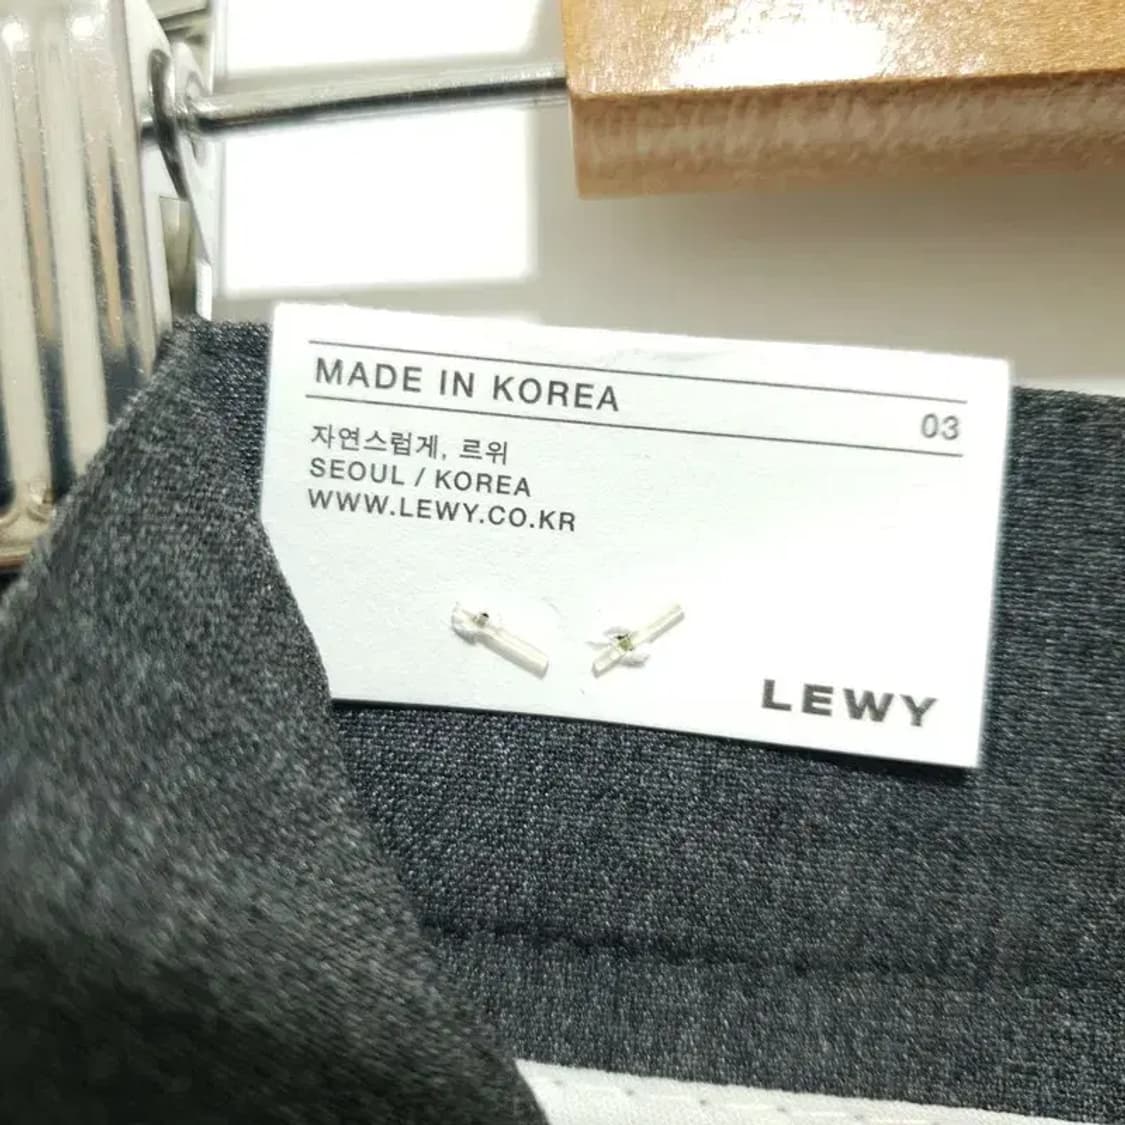 MADE IN KOREA
03
자연스럽게, 르위
SEOUL / KOREA
WWW.LEWY.CO.KR
LEWY